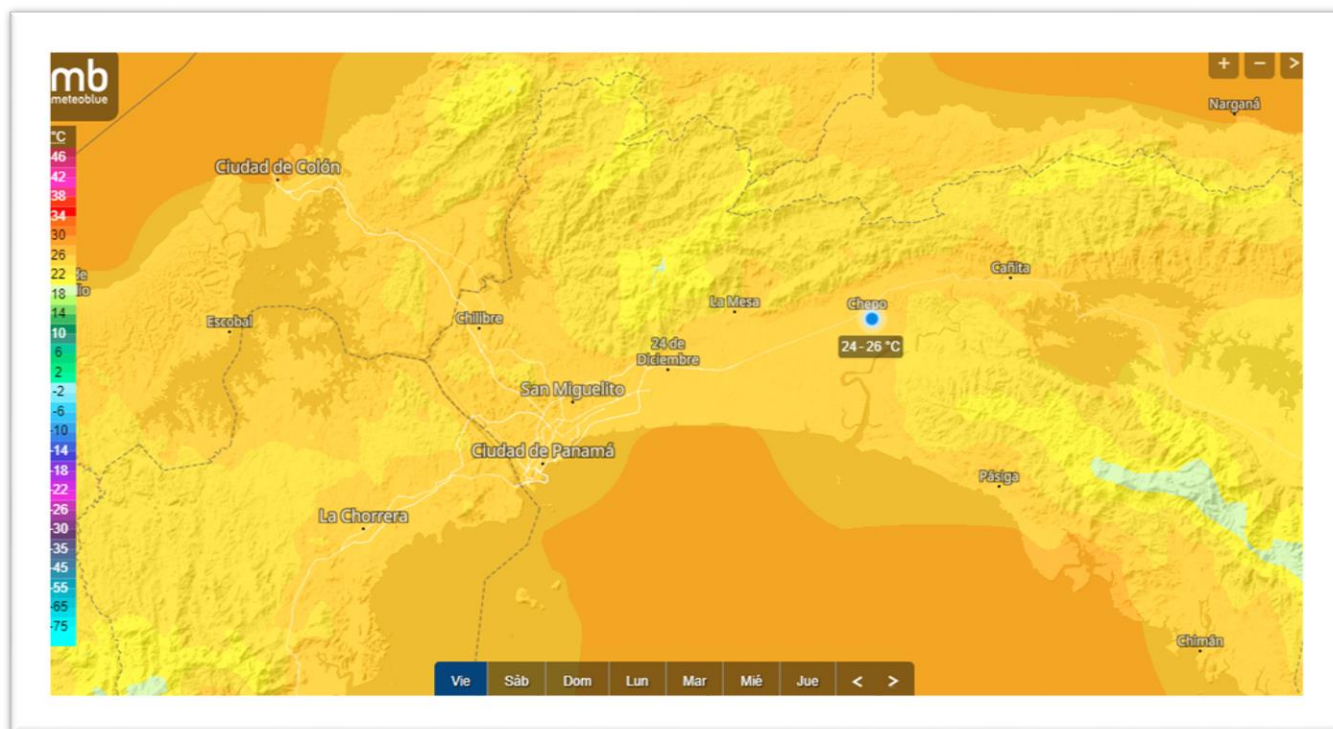 mb
meteoblue
°C
46
42
38
34
30
26
22
18
14
10
6
2
-2
-6
-10
-14
-18
-22
-26
-30
-35
-45
-55
-65
-75
+
−
>
Narganá
Ciudad de Colón
Cañita
La Mesa
Chepo
Escobal
Chilibre
24 de
Diciembre
24 - 26 °C
San Miguelito
Ciudad de Panamá
Pásiga
La Chorrera
Chimán
Vie Sáb Dom Lun Mar Mié Jue < >